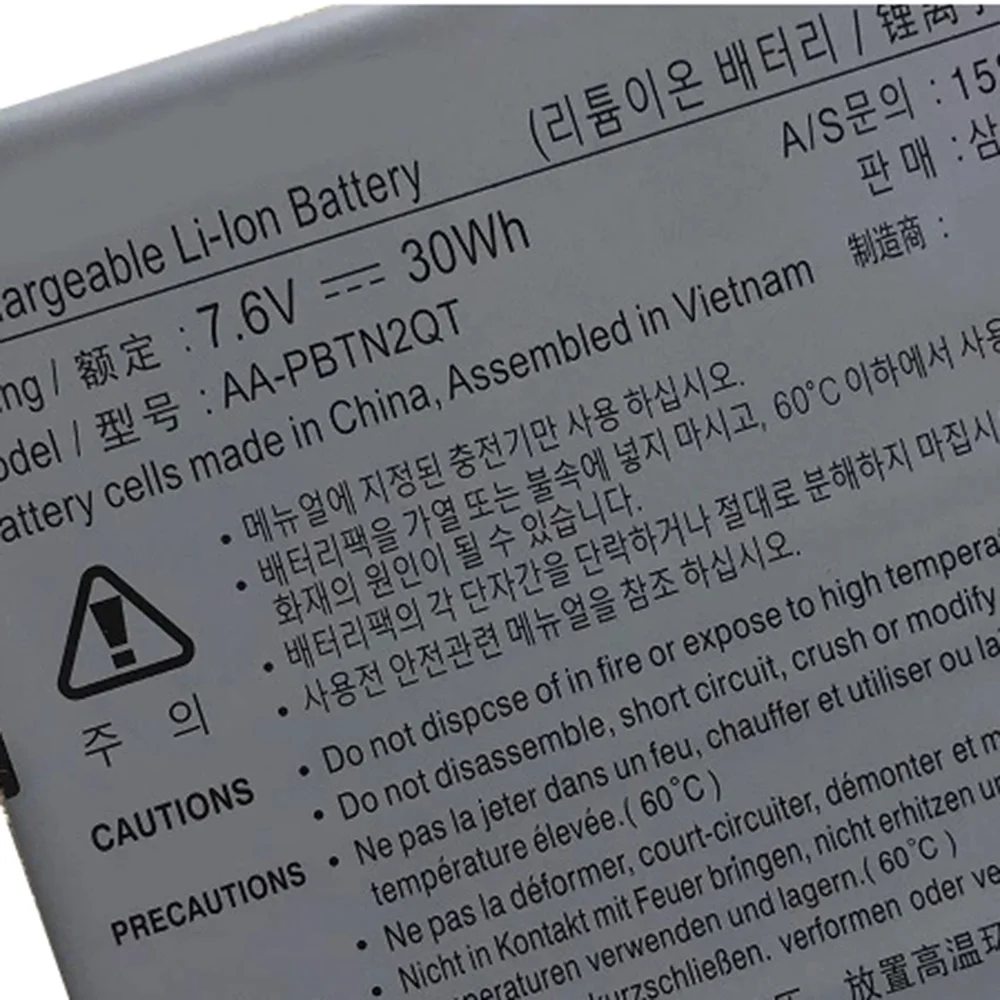 (리튬이온 배터리 / 锂离子
argeable Li-Ion Battery
A/S문의 : 15
판 매 : 삼
ing / 额定 : 7.6V 30Wh
制造商 :
odel / 型号 : AA-PBTN2QT
attery cells made in China, Assembled in Vietnam
• 메뉴얼에 지정된 충전기만 사용 하십시오.
• 배터리팩을 가열 또는 불속에 넣지 마시고, 60°C 이하에서 사용
화재의 원인이 될 수 있습니다.
• 배터리팩의 각 단자간을 단락하거나 절대로 분해하지 마십시
• 사용전 안전관련 메뉴얼을 참조 하십시오.
주 의
• Do not dispcse of in fire or expose to high tempera
• Do not disassemble, short circuit, crush or modify
CAUTIONS
• Ne pas la jeter dans un feu, chauffer et utiliser ou la
température élevée.( 60°C )
PRECAUTIONS
• Ne pas la déformer, court-circuiter, démonter et m
• Nicht in Kontakt mit Feuer bringen, nicht erhitzen un
peraturen verwenden und lagern.( 60°C )
kurzschließen. verformen oder ve
放置高温环